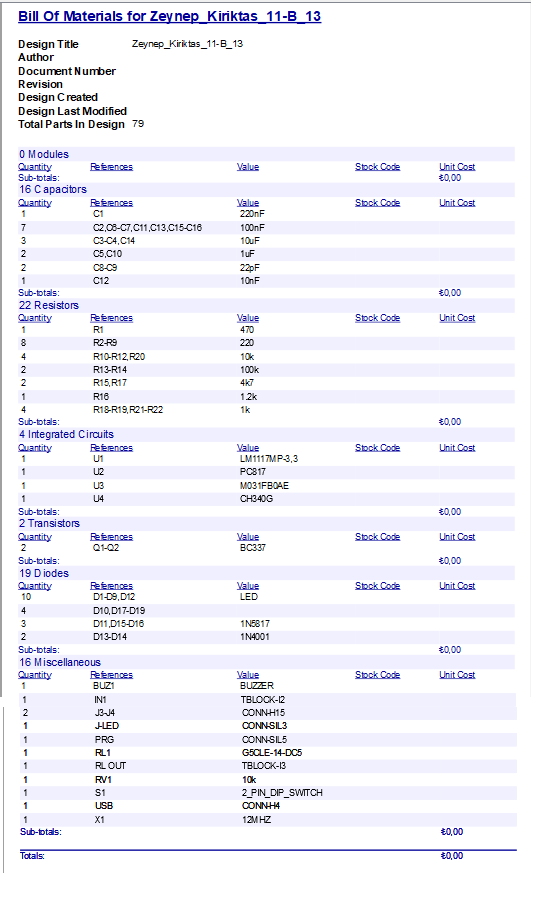 Bill Of Materials for Zeynep_Kiriktas_11-B_13
Design Title Zeynep_Kiriktas_11-B_13
Author
Document Number
Revision
Design Created
Design Last Modified
Total Parts In Design 79
0 Modules
Quantity References Value Stock Code Unit Cost
Sub-totals: ₺0,00
16 Capacitors
Quantity References Value Stock Code Unit Cost
1 C1 220nF
7 C2,C6-C7,C11,C13,C15-C16 100nF
3 C3-C4,C14 10uF
2 C5,C10 1uF
2 C8-C9 22pF
1 C12 10nF
Sub-totals: ₺0,00
22 Resistors
Quantity References Value Stock Code Unit Cost
1 R1 470
8 R2-R9 220
4 R10-R12,R20 10k
2 R13-R14 100k
2 R15,R17 4k7
1 R16 1.2k
4 R18-R19,R21-R22 1k
Sub-totals: ₺0,00
4 Integrated Circuits
Quantity References Value Stock Code Unit Cost
1 U1 LM1117MP-3,3
1 U2 PC817
1 U3 M031FB0AE
1 U4 CH340G
Sub-totals: ₺0,00
2 Transistors
Quantity References Value Stock Code Unit Cost
2 Q1-Q2 BC337
Sub-totals: ₺0,00
19 Diodes
Quantity References Value Stock Code Unit Cost
10 D1-D9,D12 LED
4 D10,D17-D19
3 D11,D15-D16 1N5817
2 D13-D14 1N4001
Sub-totals: ₺0,00
16 Miscellaneous
Quantity References Value Stock Code Unit Cost
1 BUZ1 BUZZER
1 IN1 TBLOCK-I2
2 J3-J4 CONN-H15
1 J-LED CONN-SIL3
1 PRG CONN-SIL5
1 RL1 G5CLE-14-DC5
1 RL OUT TBLOCK-I3
1 RV1 10k
1 S1 2_PIN_DIP_SWITCH
1 USB CONN-H4
1 X1 12MHZ
Sub-totals: ₺0,00
Totals: ₺0,00